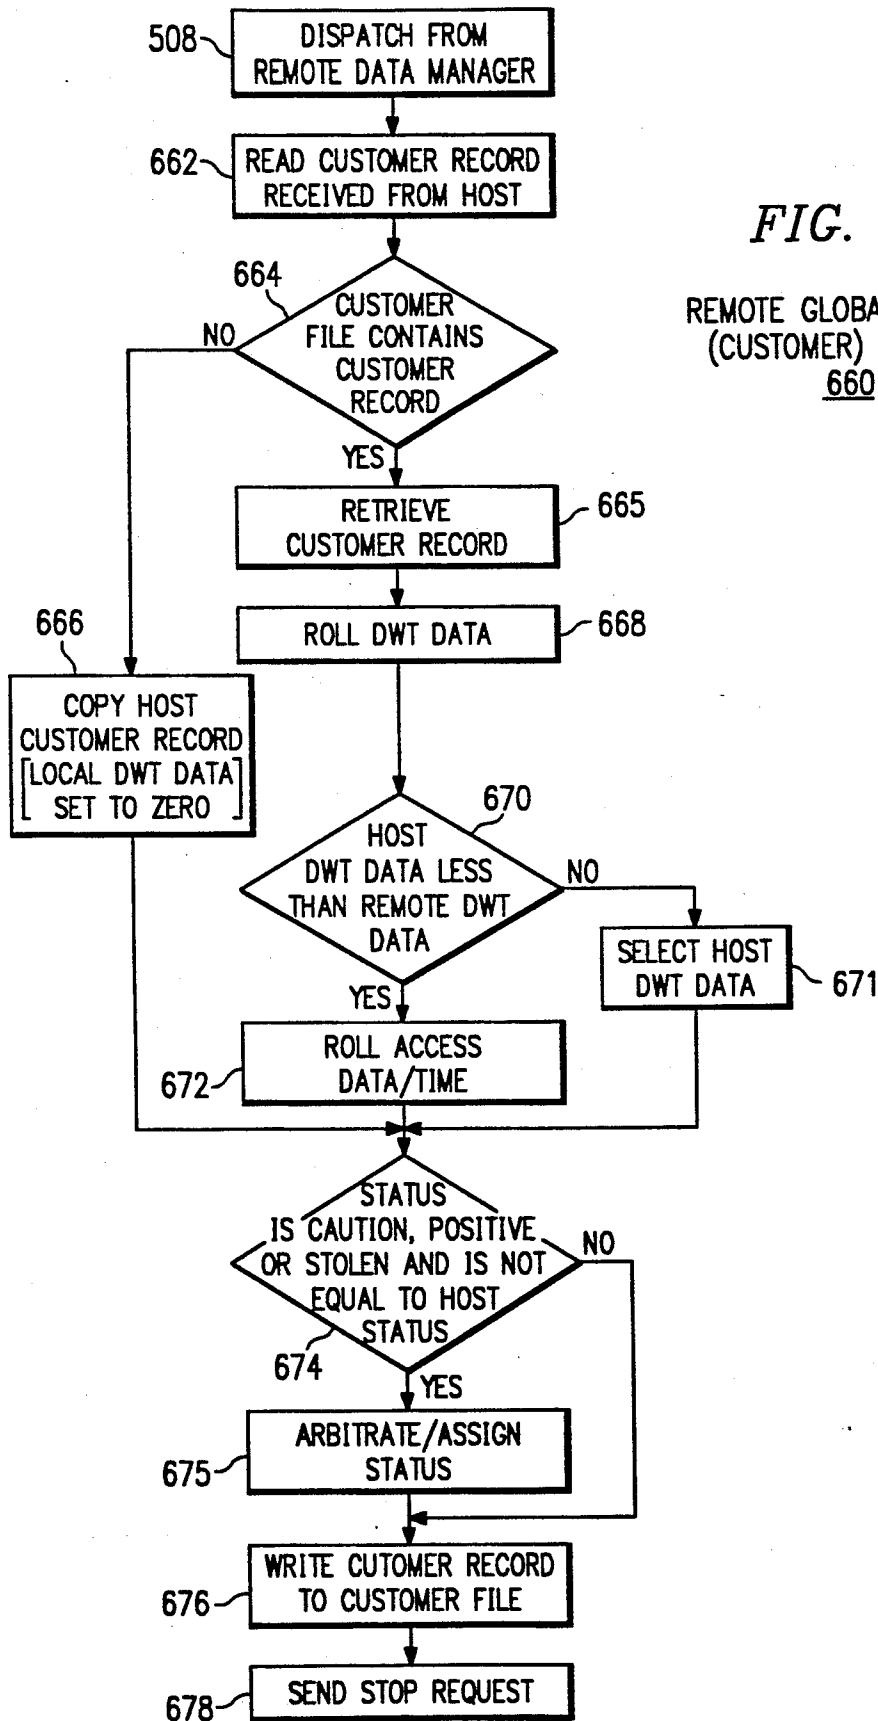 508
DISPATCH FROM
REMOTE DATA MANAGER
662
READ CUSTOMER RECORD
RECEIVED FROM HOST
FIG.
REMOTE GLOBA
(CUSTOMER)
660
664
CUSTOMER
FILE CONTAINS
CUSTOMER
RECORD
NO
YES
RETRIEVE
CUSTOMER RECORD
665
ROLL DWT DATA
668
666
COPY HOST
CUSTOMER RECORD
[LOCAL DWT DATA
SET TO ZERO]
670
HOST
DWT DATA LESS
THAN REMOTE DWT
DATA
NO
YES
SELECT HOST
DWT DATA
671
672
ROLL ACCESS
DATA/TIME
STATUS
IS CAUTION, POSITIVE
OR STOLEN AND IS NOT
EQUAL TO HOST
STATUS
NO
674
YES
675
ARBITRATE/ASSIGN
STATUS
676
WRITE CUTOMER RECORD
TO CUSTOMER FILE
678
SEND STOP REQUEST